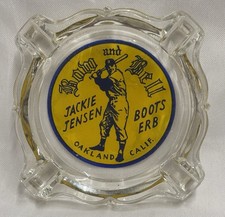 Bow and Bell
JACKIE
JENSEN
BOOTS
ERB
OAKLAND CALIF.